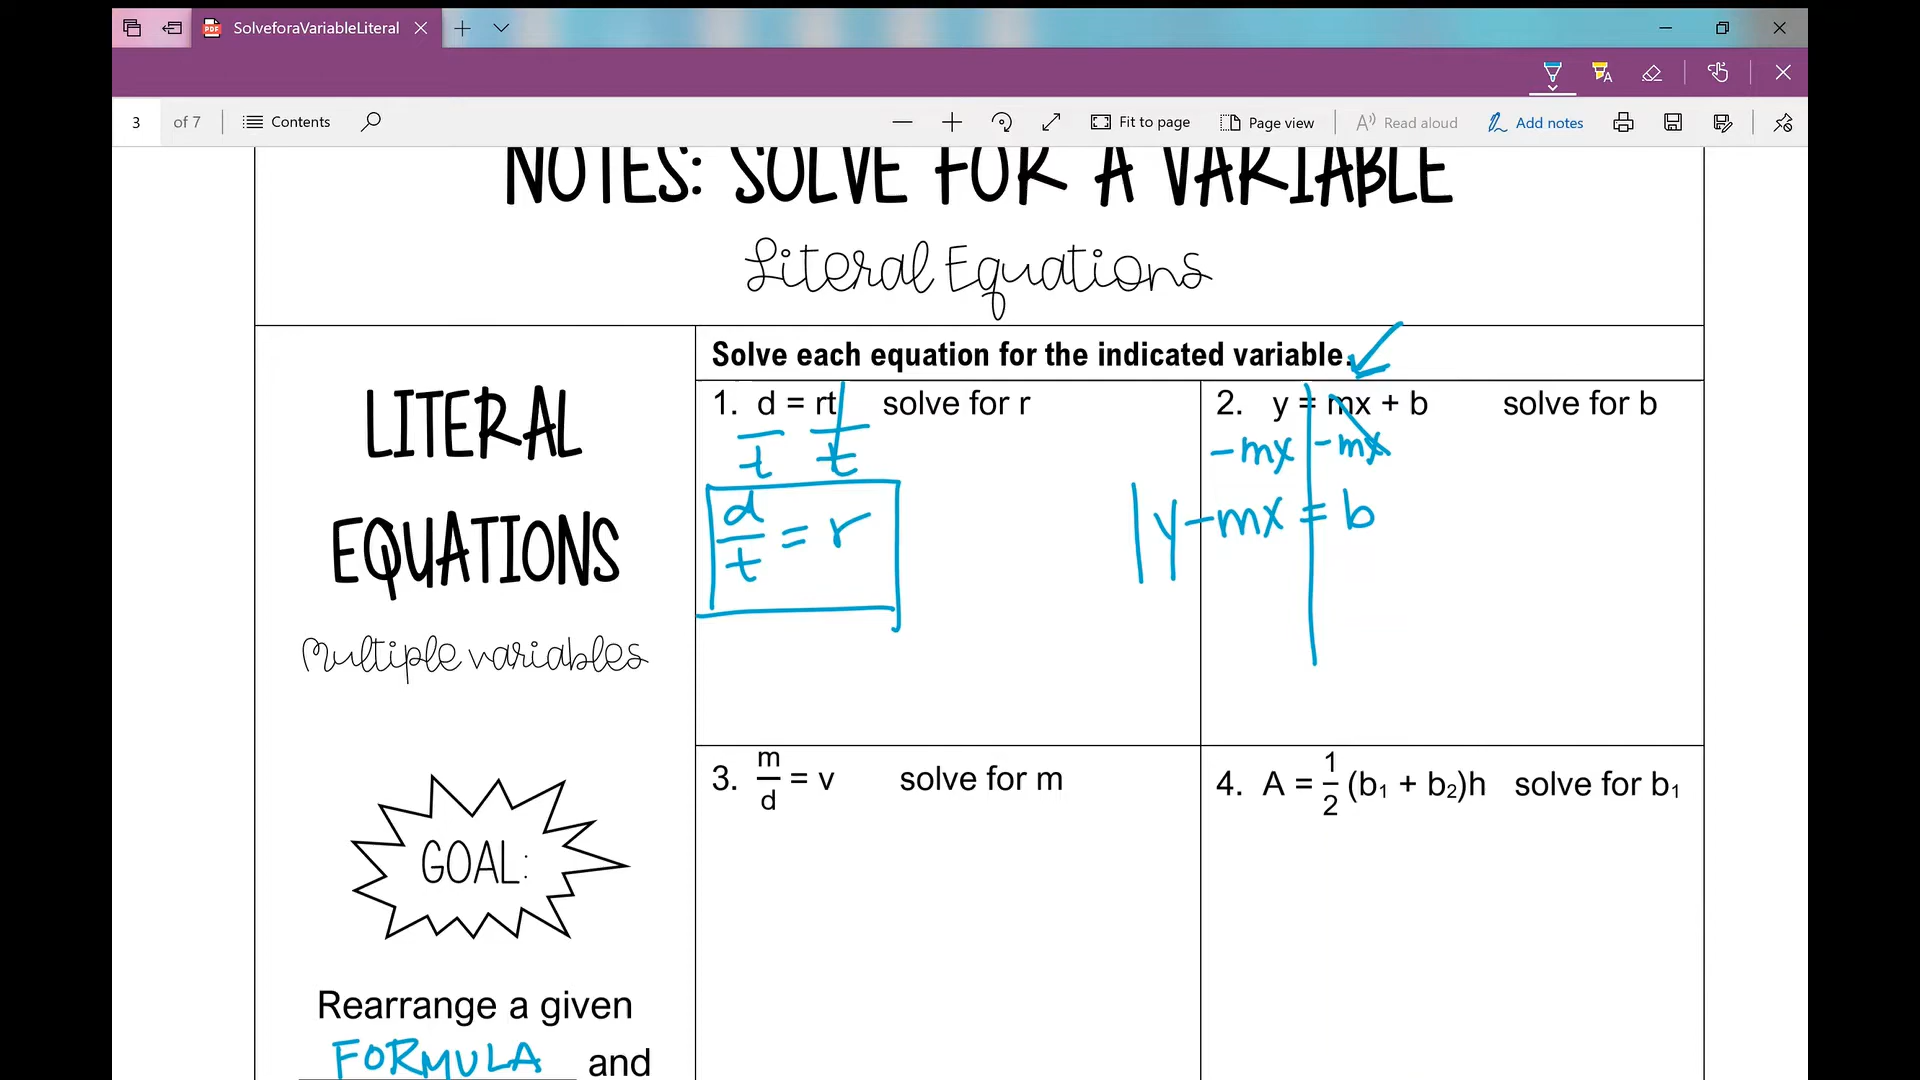 SolveforaVariableLiteral
3 of 7 Contents Fit to page Page view Read aloud Add notes
NOTES: SOLVE FOR A VARIABLE
Literal Equations
LITERAL
EQUATIONS
Multiple variables
GOAL:
Rearrange a given
FORMULA and
Solve each equation for the indicated variable.
1. d = rt solve for r
t t
d/t = r
2. y = mx + b solve for b
-mx -mx
y - mx = b
3. m/d = v solve for m
4. A = 1/2 (b₁ + b₂)h solve for b₁